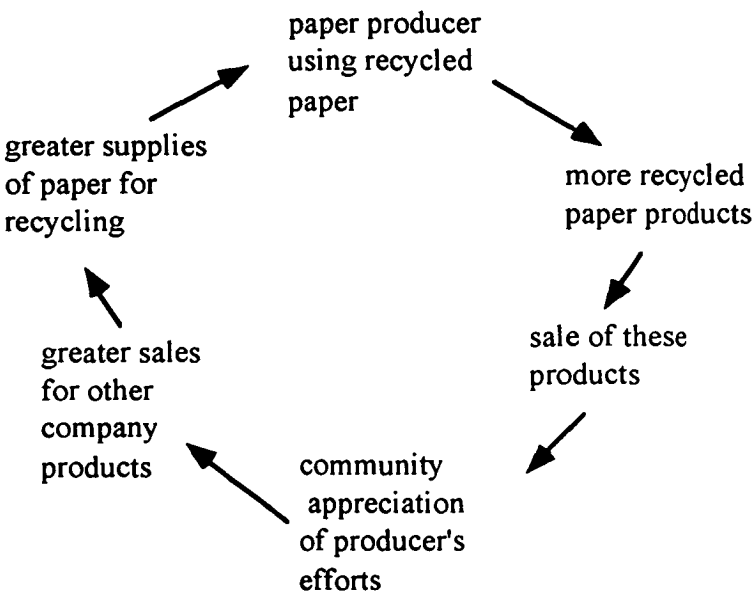 paper producer
using recycled
paper
more recycled
paper products
sale of these
products
community
appreciation
of producer's
efforts
greater sales
for other
company
products
greater supplies
of paper for
recycling